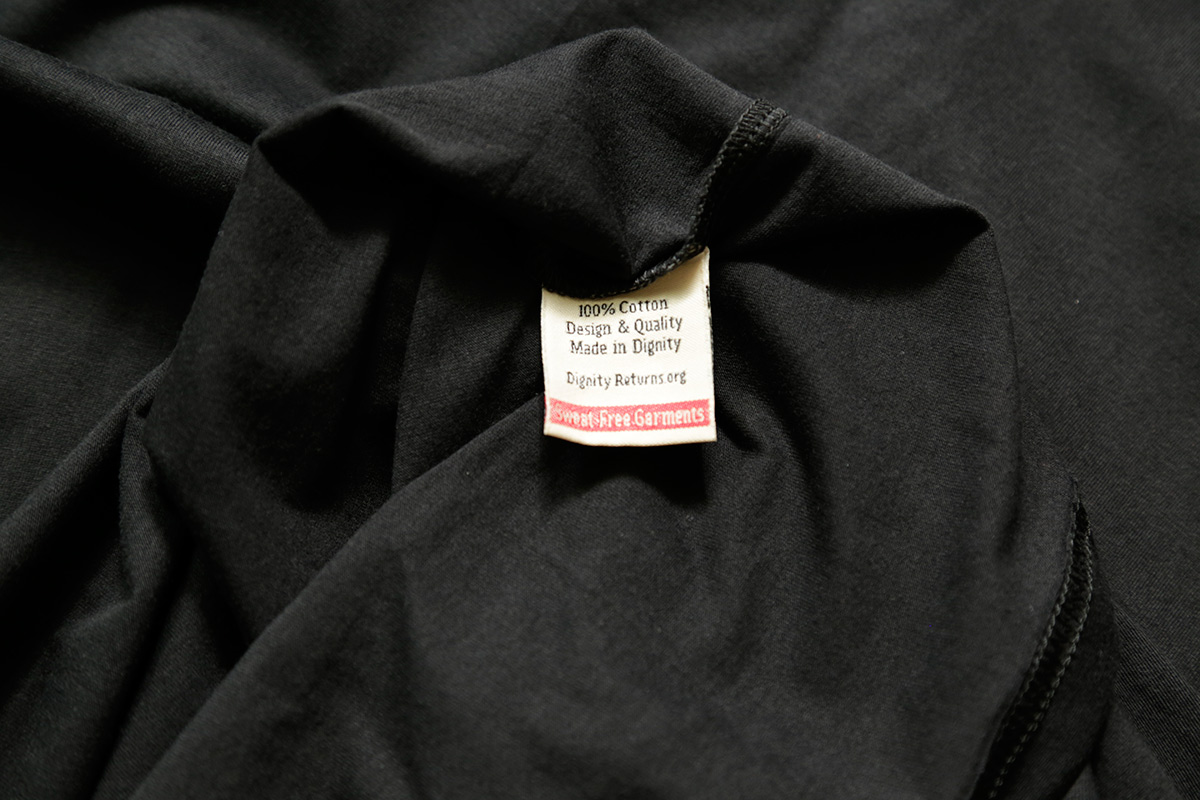 100% Cotton
Design & Quality
Made in Dignity
Dignity Returns.org
Sweat-Free Garments